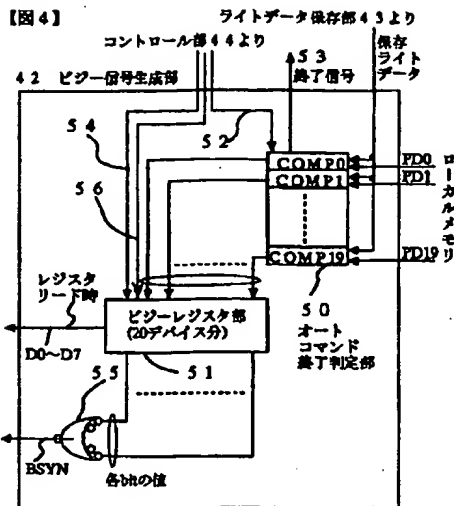 【図4】
ライトデータ保存部43より
コントロール部44より
53
終了信号
保存
ライト
データ
42 ビジー信号生成部
54
52
56
COMP0
PD0
COMP1
PD1
COMP19
PD19
ローカルメモリ
レジスタ
リード時
D0~D7
ビジーレジスタ部
(20デバイス分)
51
50
オート
コマンド
終了判定部
55
BSYN
各bitの値